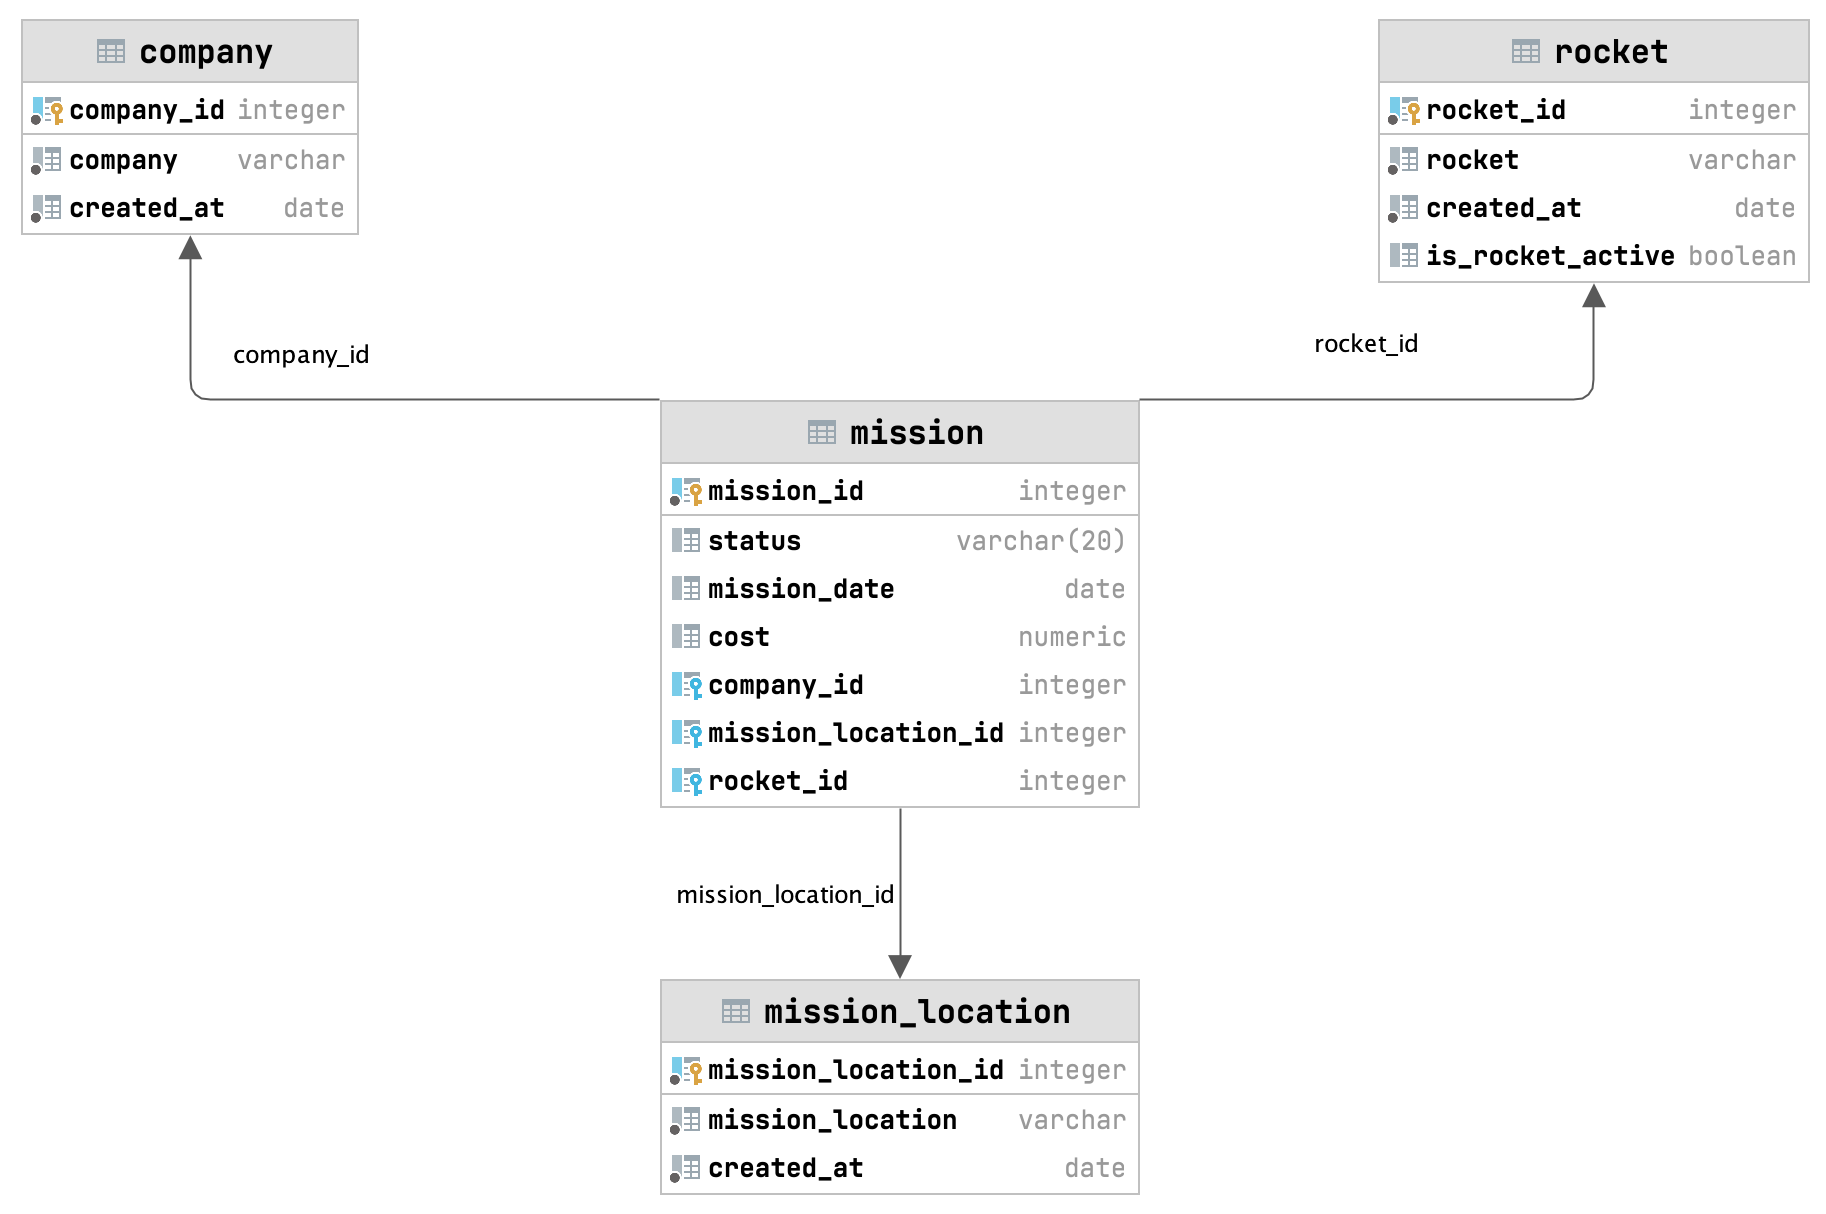 company
company_id integer
company varchar
created_at date
rocket
rocket_id integer
rocket varchar
created_at date
is_rocket_active boolean
company_id
rocket_id
mission
mission_id integer
status varchar(20)
mission_date date
cost numeric
company_id integer
mission_location_id integer
rocket_id integer
mission_location_id
mission_location
mission_location_id integer
mission_location varchar
created_at date